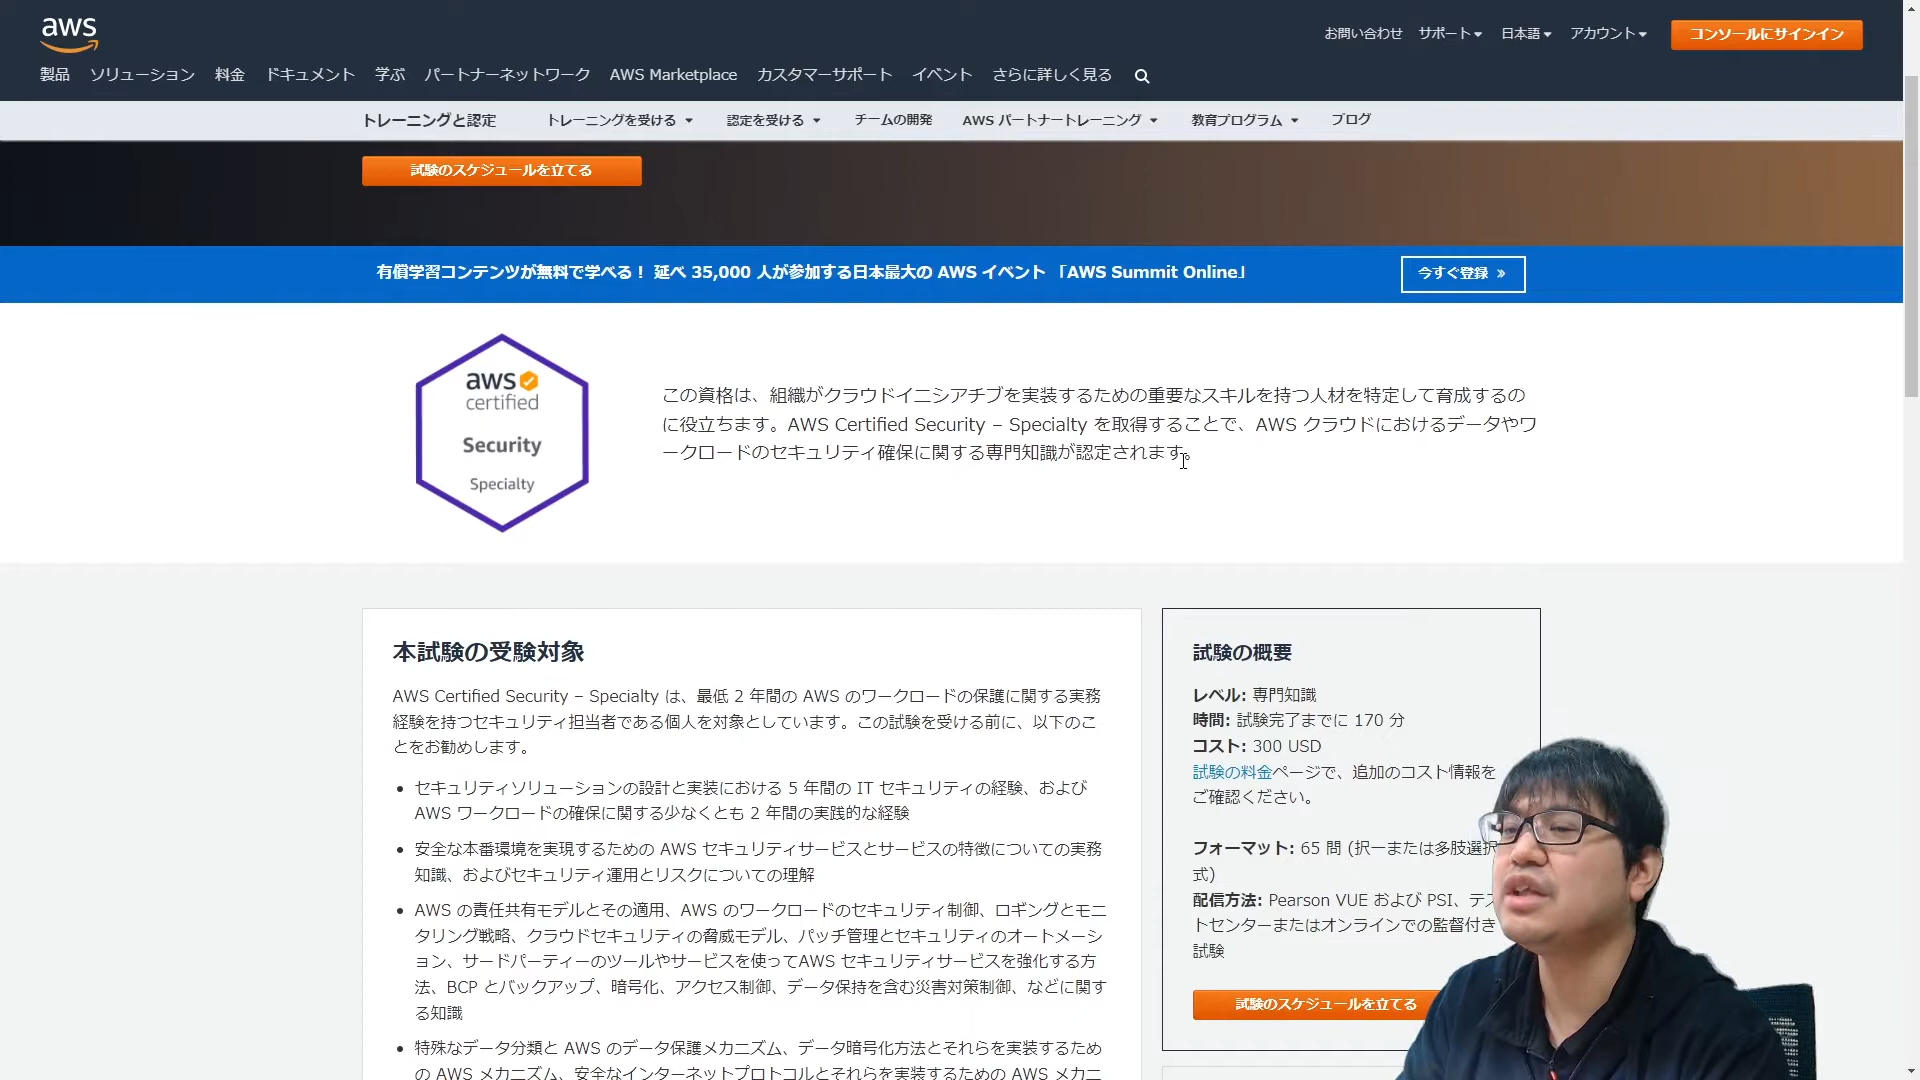 aws
お問い合わせ サポート 日本語 アカウント コンソールにサインイン
製品 ソリューション 料金 ドキュメント 学ぶ パートナーネットワーク AWS Marketplace カスタマーサポート イベント さらに詳しく見る
トレーニングと認定 トレーニングを受ける 認定を受ける チームの開発 AWS パートナートレーニング 教育プログラム ブログ
試験のスケジュールを立てる
有償学習コンテンツが無料で学べる！ 延べ 35,000 人が参加する日本最大の AWS イベント 「AWS Summit Online」
今すぐ登録 »
aws
certified
Security
Specialty
この資格は、組織がクラウドイニシアチブを実装するための重要なスキルを持つ人材を特定して育成するの
に役立ちます。AWS Certified Security – Specialty を取得することで、AWS クラウドにおけるデータやワ
ークロードのセキュリティ確保に関する専門知識が認定されます。
本試験の受験対象
AWS Certified Security – Specialty は、最低 2 年間の AWS のワークロードの保護に関する実務
経験を持つセキュリティ担当者である個人を対象としています。この試験を受ける前に、以下のこ
とをお勧めします。
• セキュリティソリューションの設計と実装における 5 年間の IT セキュリティの経験、および
AWS ワークロードの確保に関する少なくとも 2 年間の実践的な経験
• 安全な本番環境を実現するための AWS セキュリティサービスとサービスの特徴についての実務
知識、およびセキュリティ運用とリスクについての理解
• AWS の責任共有モデルとその適用、AWS のワークロードのセキュリティ制御、ロギングとモニ
タリング戦略、クラウドセキュリティの脅威モデル、パッチ管理とセキュリティのオートメーシ
ョン、サードパーティーのツールやサービスを使ってAWS セキュリティサービスを強化する方
法、BCP とバックアップ、暗号化、アクセス制御、データ保持を含む災害対策制御、などに関す
る知識
• 特殊なデータ分類と AWS のデータ保護メカニズム、データ暗号化方法とそれらを実装するため
の AWS メカニズム、安全なインターネットプロトコルとそれらを実装するための AWS メカニ
試験の概要
レベル: 専門知識
時間: 試験完了までに 170 分
コスト: 300 USD
試験の料金ページで、追加のコスト情報を
ご確認ください。
フォーマット: 65 問 (択一または多肢選択
式)
配信方法: Pearson VUE および PSI、テス
トセンターまたはオンラインでの監督付き
試験
試験のスケジュールを立てる